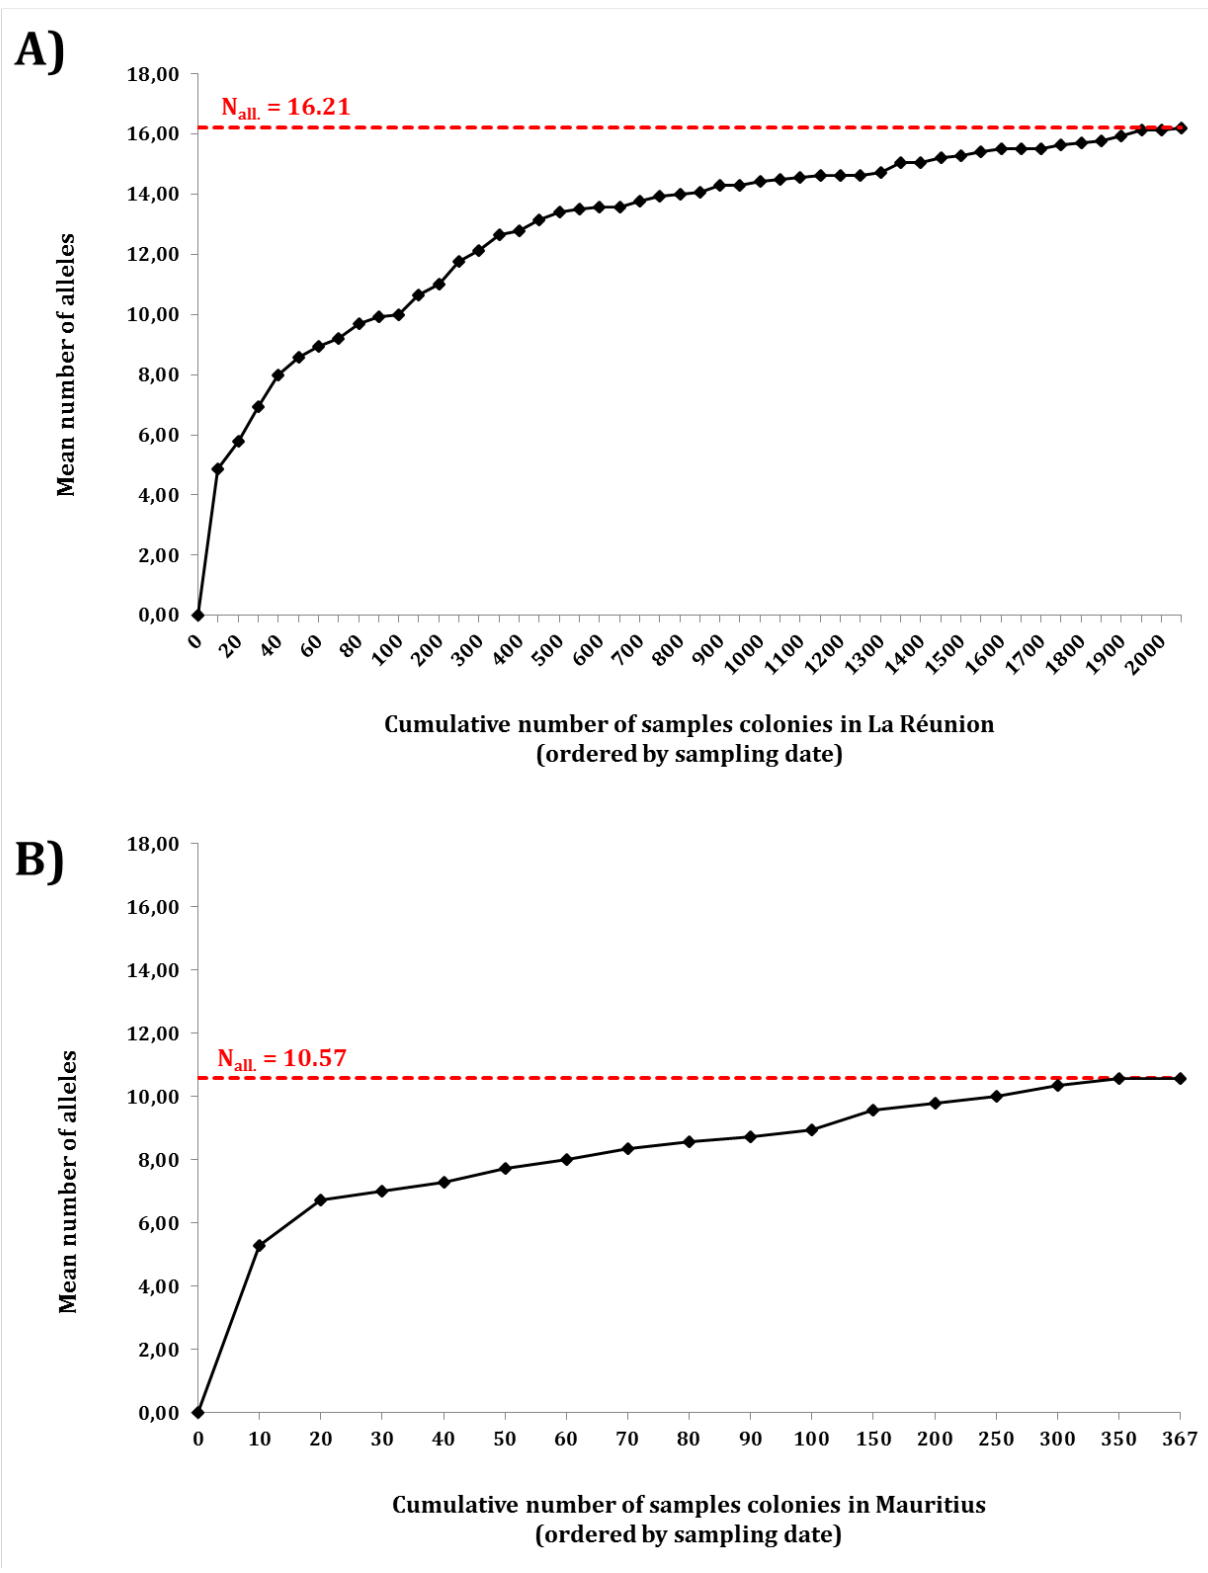 A)
18,00
N_all. = 16.21
16,00
14,00
12,00
10,00
8,00
6,00
4,00
2,00
0,00
Mean number of alleles
0 20 40 60 80 100 200 300 400 500 600 700 800 900 1000 1100 1200 1300 1400 1500 1600 1700 1800 1900 2000
Cumulative number of samples colonies in La Réunion
(ordered by sampling date)
B)
18,00
16,00
14,00
12,00
N_all. = 10.57
10,00
8,00
6,00
4,00
2,00
0,00
Mean number of alleles
0 10 20 30 40 50 60 70 80 90 100 150 200 250 300 350 367
Cumulative number of samples colonies in Mauritius
(ordered by sampling date)